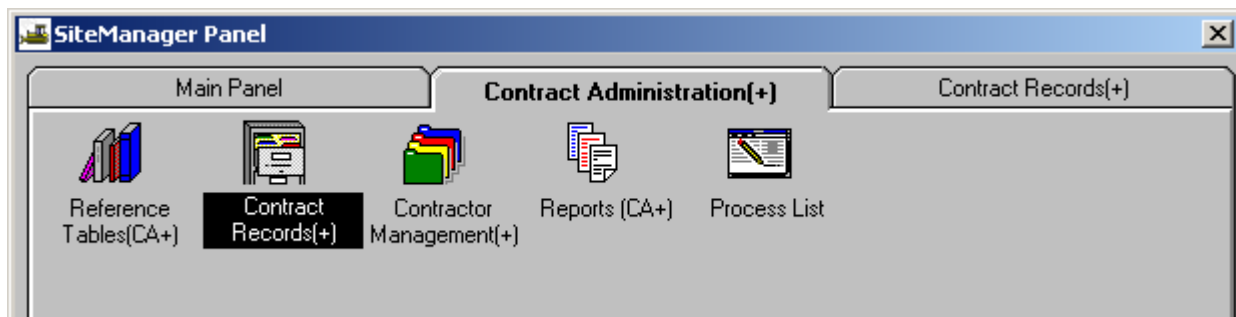 SiteManager Panel
Main Panel
Contract Administration(+)
Contract Records(+)
Reference
Tables(CA+)
Contract
Records(+)
Contractor
Management(+)
Reports (CA+)
Process List